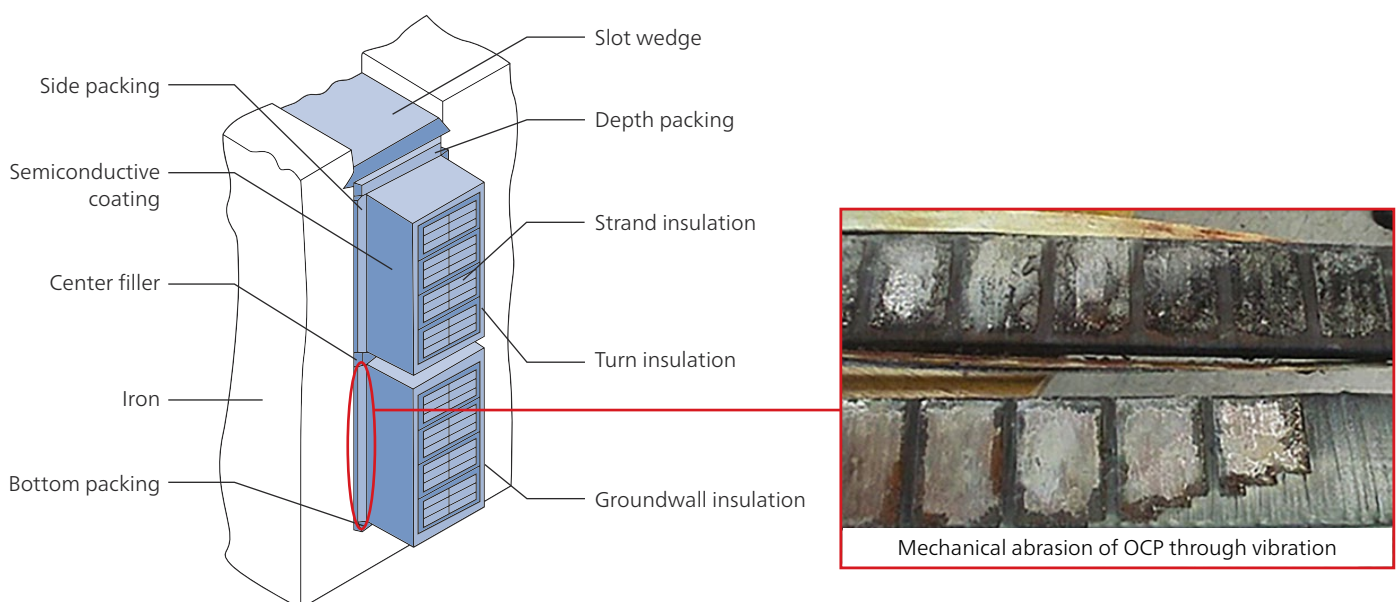 Slot wedge
Side packing
Depth packing
Semiconductive
coating
Strand insulation
Center filler
Turn insulation
Iron
Bottom packing
Groundwall insulation
Mechanical abrasion of OCP through vibration